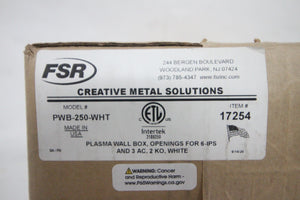 FSR
244 BERGEN BOULEVARD
WOODLAND PARK, NJ 07424
(973) 785-4347 www.fsrinc.com
CREATIVE METAL SOLUTIONS
MODEL #
PWB-250-WHT
MADE IN
USA
ETL
Intertek
ITEM #
17254
PLASMA WALL BOX, OPENINGS FOR 6-IPS
AND 3 AC, 2 KO, WHITE
WARNING:
Cancer and
Reproductive Harm -
www.P65Warnings.ca.gov